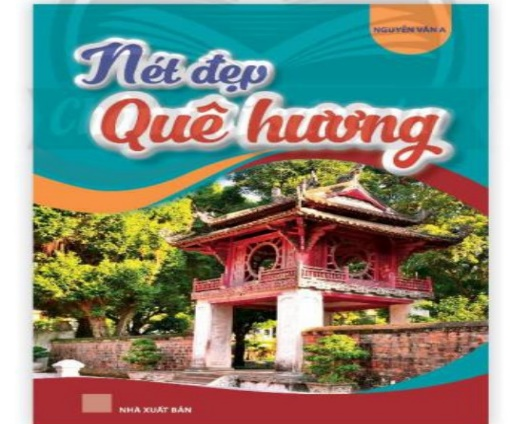 NGUYỄN VĂN A
Nét đẹp
Quê hương
NHÀ XUẤT BẢN